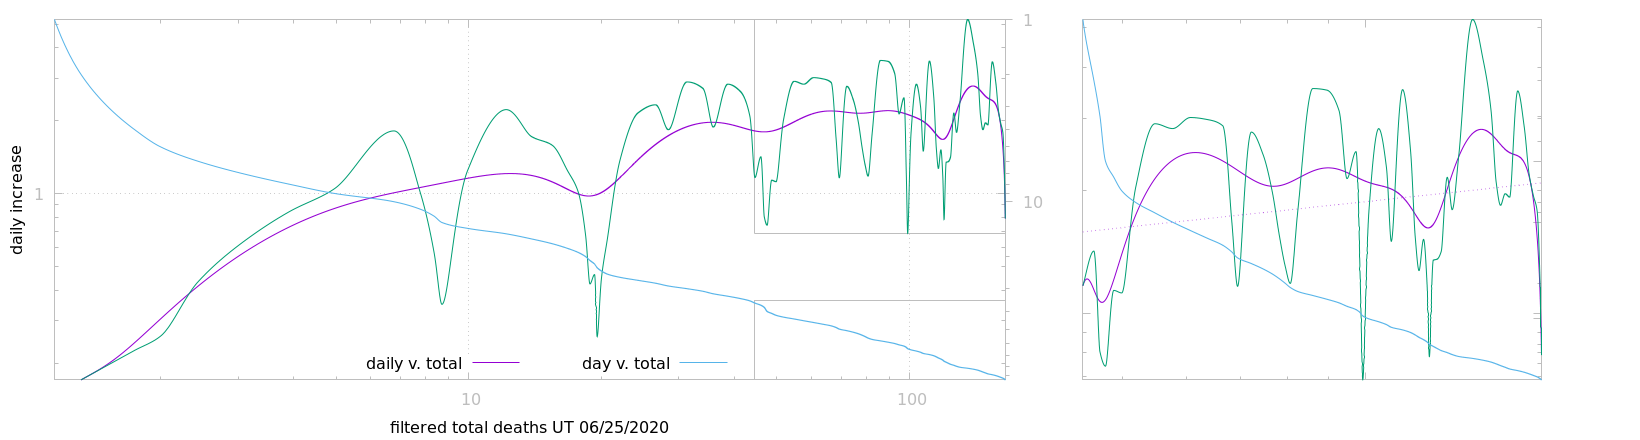 1
daily increase
1
10
daily v. total
day v. total
10
100
filtered total deaths UT 06/25/2020